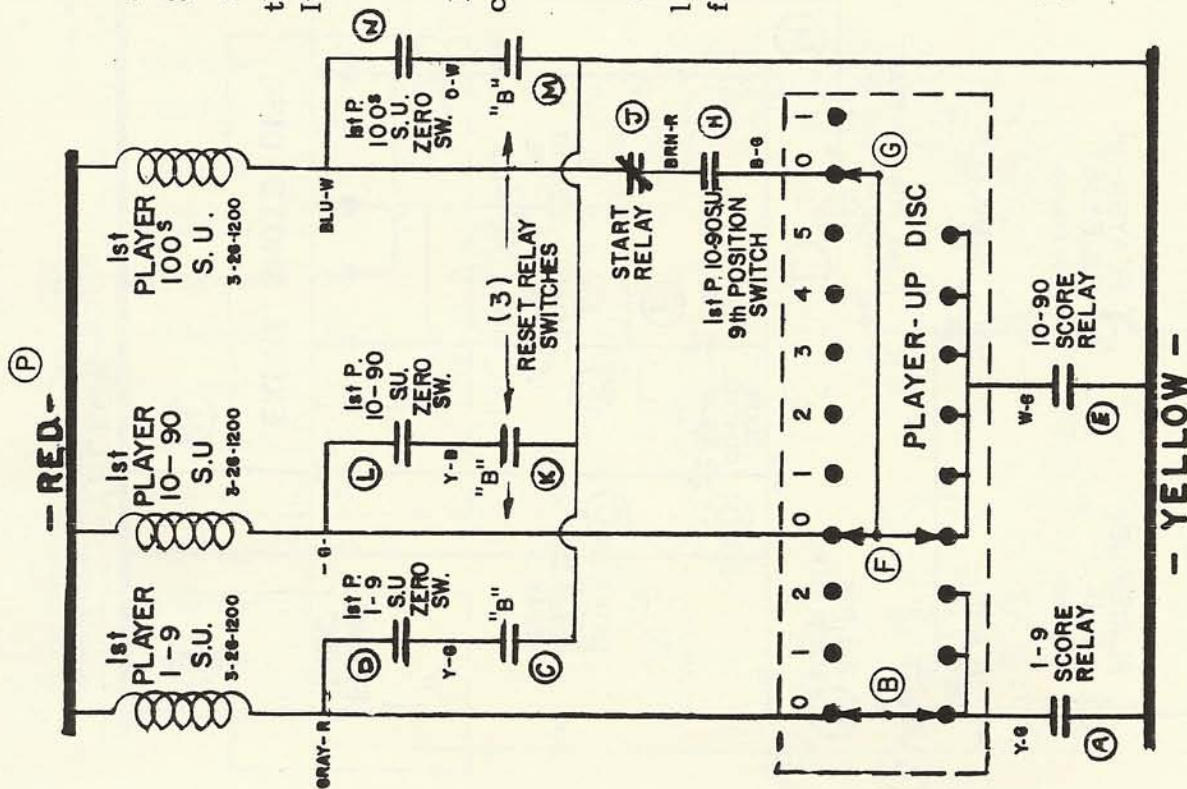 - RED -
P
1st
PLAYER
1-9
S.U.
3-26-1200
1st
PLAYER
10-90
S.U
3-26-1200
1st
PLAYER
100s
S. U.
3-26-1200
GRAY-R
D
1st P.
1-9
S.U
ZERO
SW.
Y-G
"B"
C
-G-
L
1st P.
10-90
SU.
ZERO
SW.
Y-B
"B"
K
(3)
RESET RELAY
SWITCHES
BLU-W
1st P.
100s
S.U.
ZERO
SW.
N
O-W
"B"
M
START
RELAY
J
BRN-R
1st P. 10-90SU
9th POSITION
SWITCH
H
B-G
0 1 2 0 1 2 3 4 5 0 1
B
F
G
PLAYER-UP DISC
Y-G
1-9
SCORE
RELAY
A
W-G
10-90
SCORE
RELAY
E
- YELLOW -
t
I
c
l
f